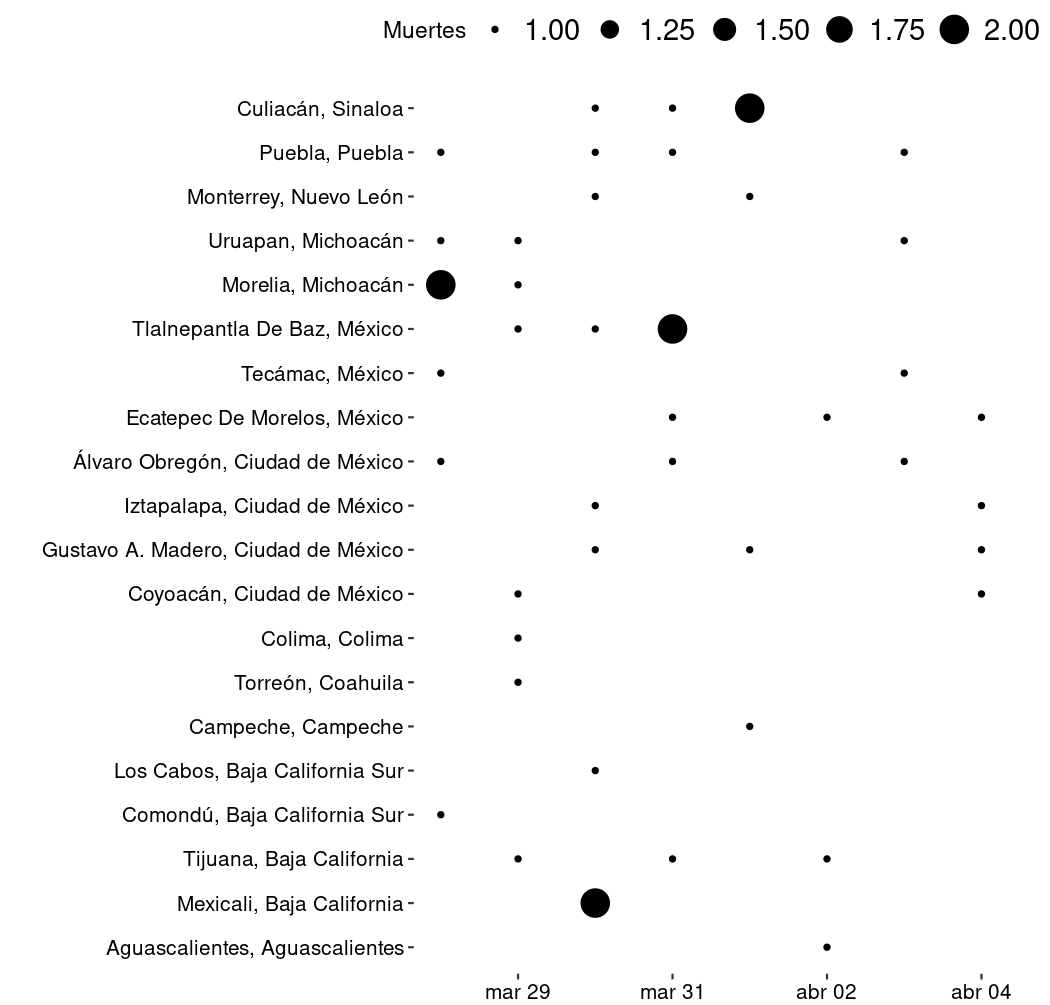 Muertes 1.00 1.25 1.50 1.75 2.00
Culiacán, Sinaloa
Puebla, Puebla
Monterrey, Nuevo León
Uruapan, Michoacán
Morelia, Michoacán
Tlalnepantla De Baz, México
Tecámac, México
Ecatepec De Morelos, México
Álvaro Obregón, Ciudad de México
Iztapalapa, Ciudad de México
Gustavo A. Madero, Ciudad de México
Coyoacán, Ciudad de México
Colima, Colima
Torreón, Coahuila
Campeche, Campeche
Los Cabos, Baja California Sur
Comondú, Baja California Sur
Tijuana, Baja California
Mexicali, Baja California
Aguascalientes, Aguascalientes
mar 29 mar 31 abr 02 abr 04